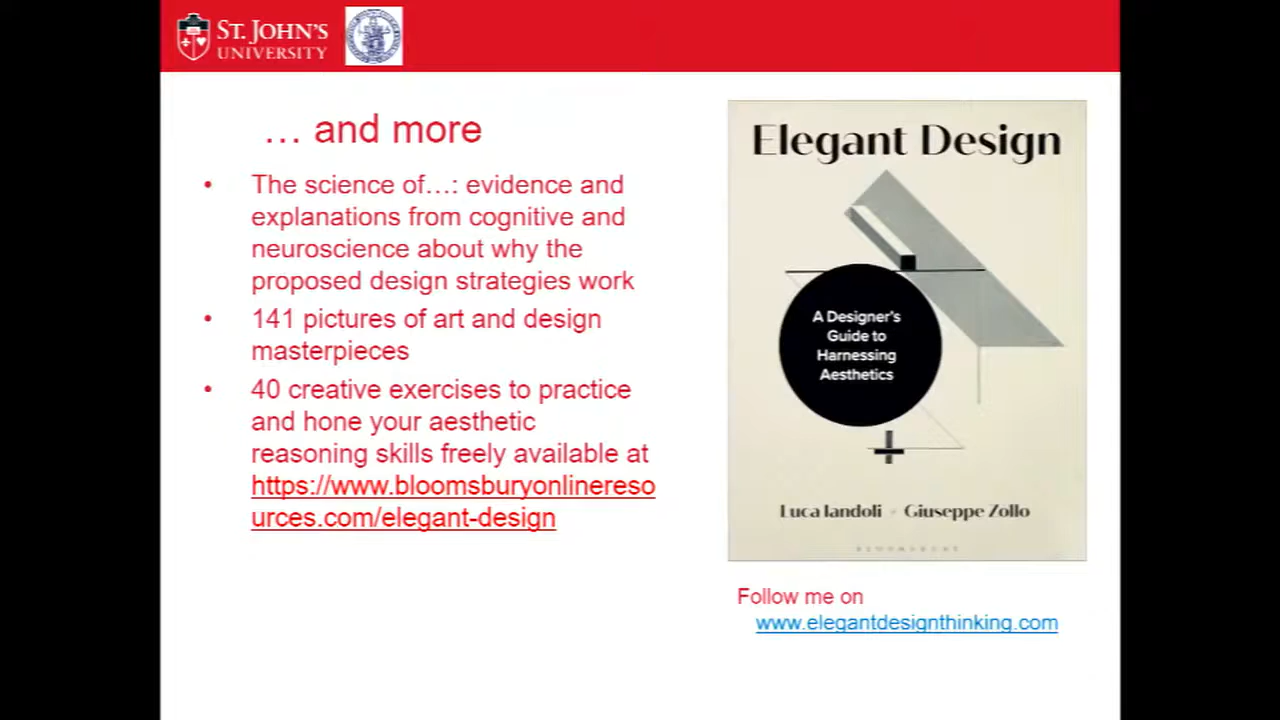 ST. JOHN'S
UNIVERSITY
… and more
• The science of…: evidence and
explanations from cognitive and
neuroscience about why the
proposed design strategies work
• 141 pictures of art and design
masterpieces
• 40 creative exercises to practice
and hone your aesthetic
reasoning skills freely available at
https://www.bloomsburyonlinereso
urces.com/elegant-design
Elegant Design
A Designer's
Guide to
Harnessing
Aesthetics
Luca Iandoli + Giuseppe Zollo
BLOOMSBURY
Follow me on
www.elegantdesignthinking.com